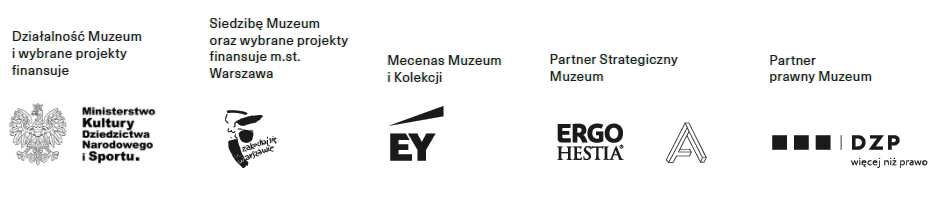 Działalność Muzeum
i wybrane projekty
finansuje
Ministerstwo
Kultury
Dziedzictwa
Narodowego
i Sportu.
Siedzibę Muzeum
oraz wybrane projekty
finansuje m.st.
Warszawa
zakochaj się
w Warszawie
Mecenas Muzeum
i Kolekcji
EY
Partner Strategiczny
Muzeum
ERGO
HESTIA®
Partner
prawny Muzeum
DZP
więcej niż prawo